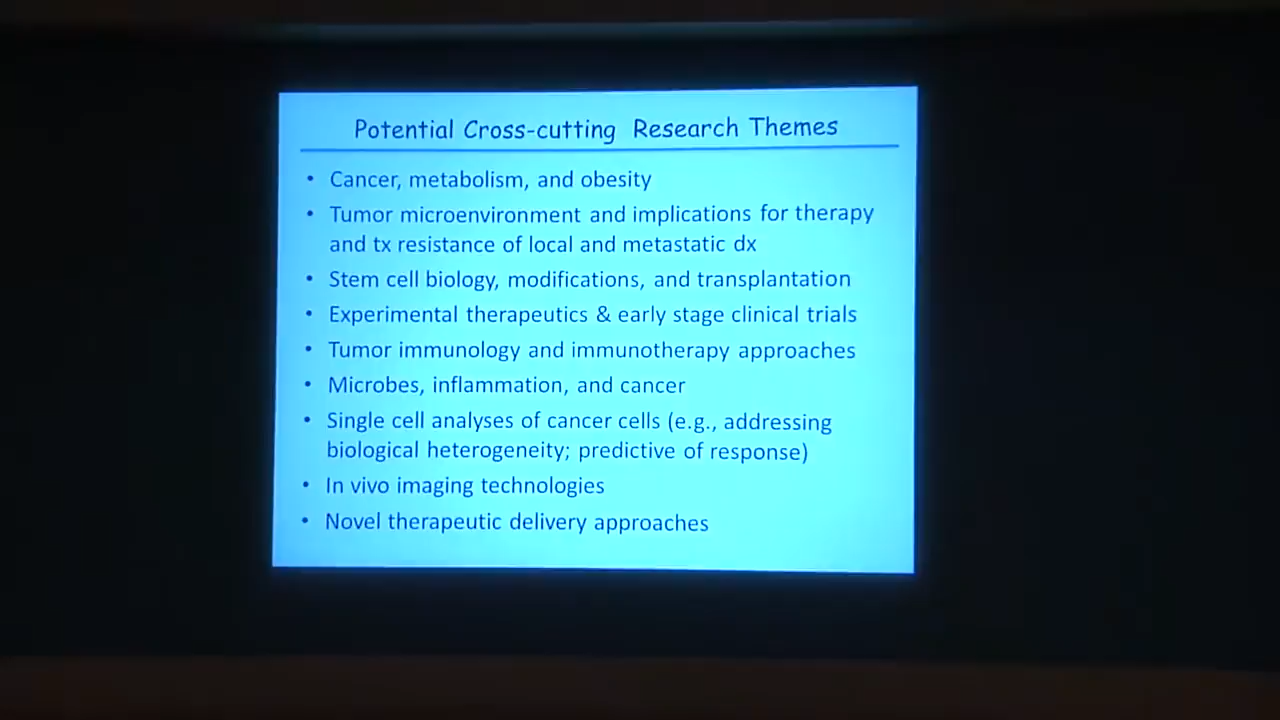 Potential Cross-cutting Research Themes
• Cancer, metabolism, and obesity
• Tumor microenvironment and implications for therapy
and tx resistance of local and metastatic dx
• Stem cell biology, modifications, and transplantation
• Experimental therapeutics & early stage clinical trials
• Tumor immunology and immunotherapy approaches
• Microbes, inflammation, and cancer
• Single cell analyses of cancer cells (e.g., addressing
biological heterogeneity; predictive of response)
• In vivo imaging technologies
• Novel therapeutic delivery approaches